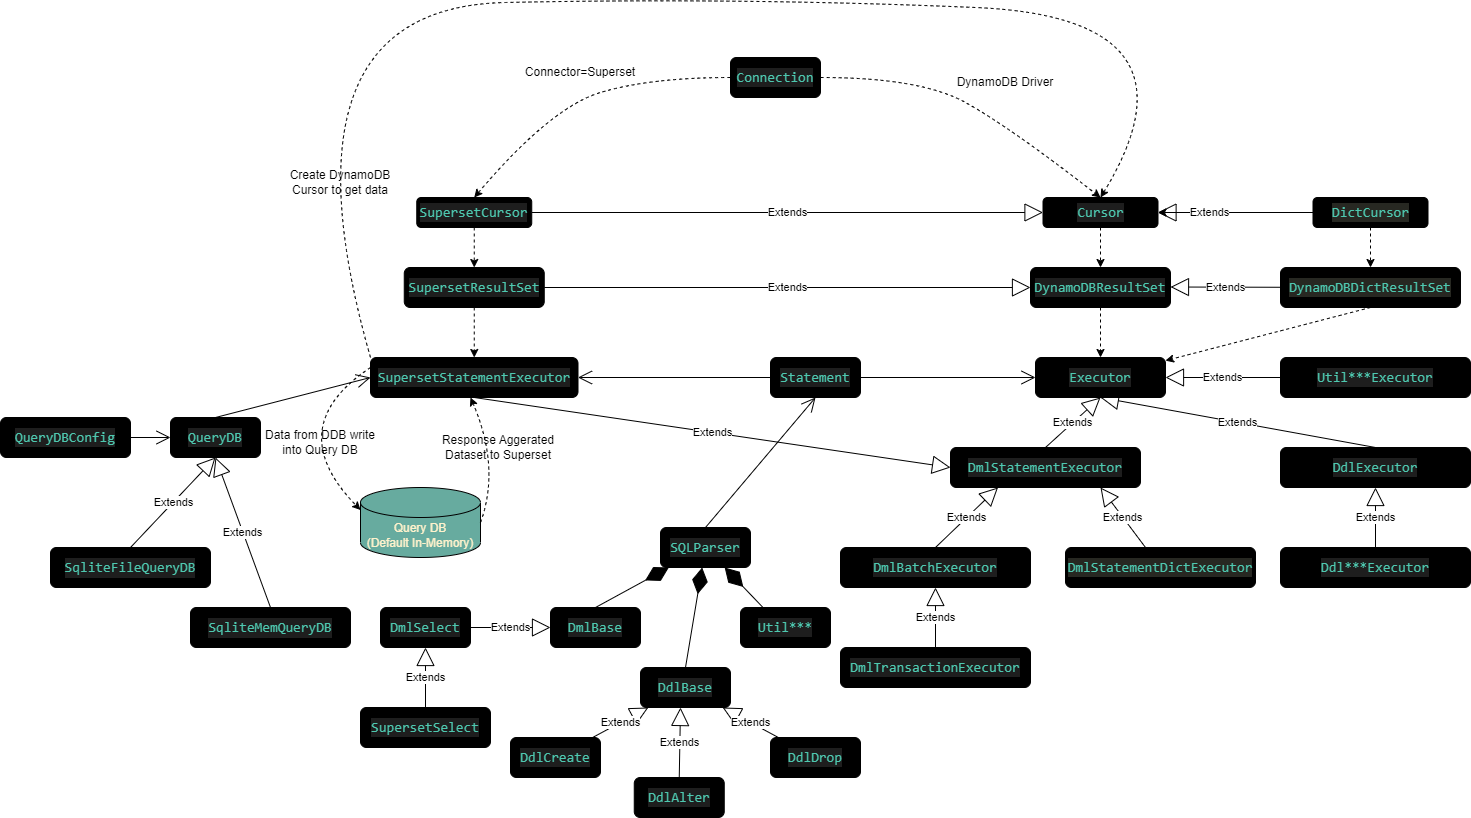 Connector=Superset
Connection
DynamoDB Driver
Create DynamoDB
Cursor to get data
SupersetCursor
Extends
Cursor
Extends
DictCursor
SupersetResultSet
Extends
DynamoDBResultSet
Extends
DynamoDBDictResultSet
SupersetStatementExecutor
Statement
Executor
Extends
Util***Executor
QueryDBConfig
QueryDB
Data from DDB write
into Query DB
Response Aggerated
Dataset to Superset
Extends
Extends
Extends
DmlStatementExecutor
DdlExecutor
Extends
Extends
Query DB
(Default In-Memory)
Extends
Extends
Extends
SqliteFileQueryDB
SQLParser
DmlBatchExecutor
DmlStatementDictExecutor
Ddl***Executor
SqliteMemQueryDB
DmlSelect
Extends
DmlBase
Util***
Extends
Extends
DmlTransactionExecutor
DdlBase
SupersetSelect
Extends
Extends
Extends
DdlCreate
DdlDrop
DdlAlter